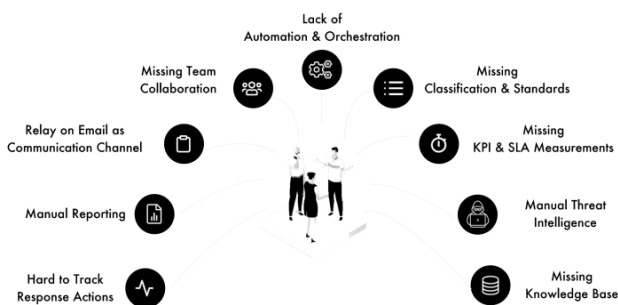 Lack of
Automation & Orchestration
Missing Team
Collaboration
Missing
Classification & Standards
Relay on Email as
Communication Channel
Missing
KPI & SLA Measurements
Manual Reporting
Manual Threat
Intelligence
Hard to Track
Response Actions
Missing
Knowledge Base